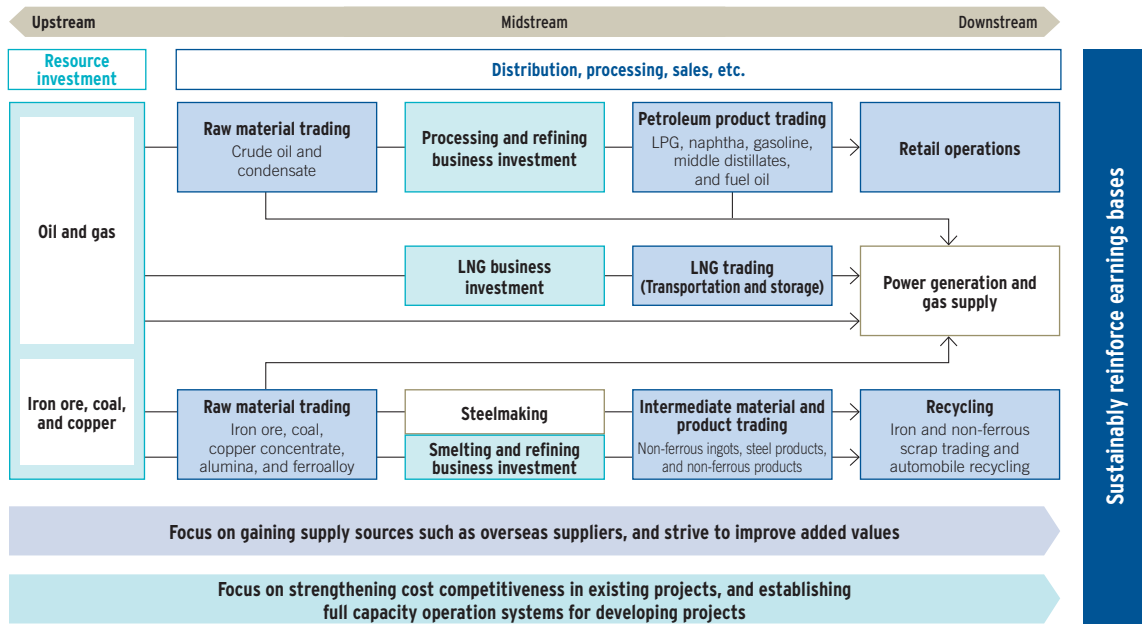 Upstream
Midstream
Downstream
Resource
investment
Distribution, processing, sales, etc.
Oil and gas
Raw material trading
Crude oil and
condensate
Processing and refining
business investment
Petroleum product trading
LPG, naphtha, gasoline,
middle distillates,
and fuel oil
Retail operations
LNG business
investment
LNG trading
(Transportation and storage)
Power generation and
gas supply
Iron ore, coal,
and copper
Raw material trading
Iron ore, coal,
copper concentrate,
alumina, and ferroalloy
Steelmaking
Smelting and refining
business investment
Intermediate material and
product trading
Non-ferrous ingots, steel products,
and non-ferrous products
Recycling
Iron and non-ferrous
scrap trading and
automobile recycling
Focus on gaining supply sources such as overseas suppliers, and strive to improve added values
Focus on strengthening cost competitiveness in existing projects, and establishing
full capacity operation systems for developing projects
Sustainably reinforce earnings bases